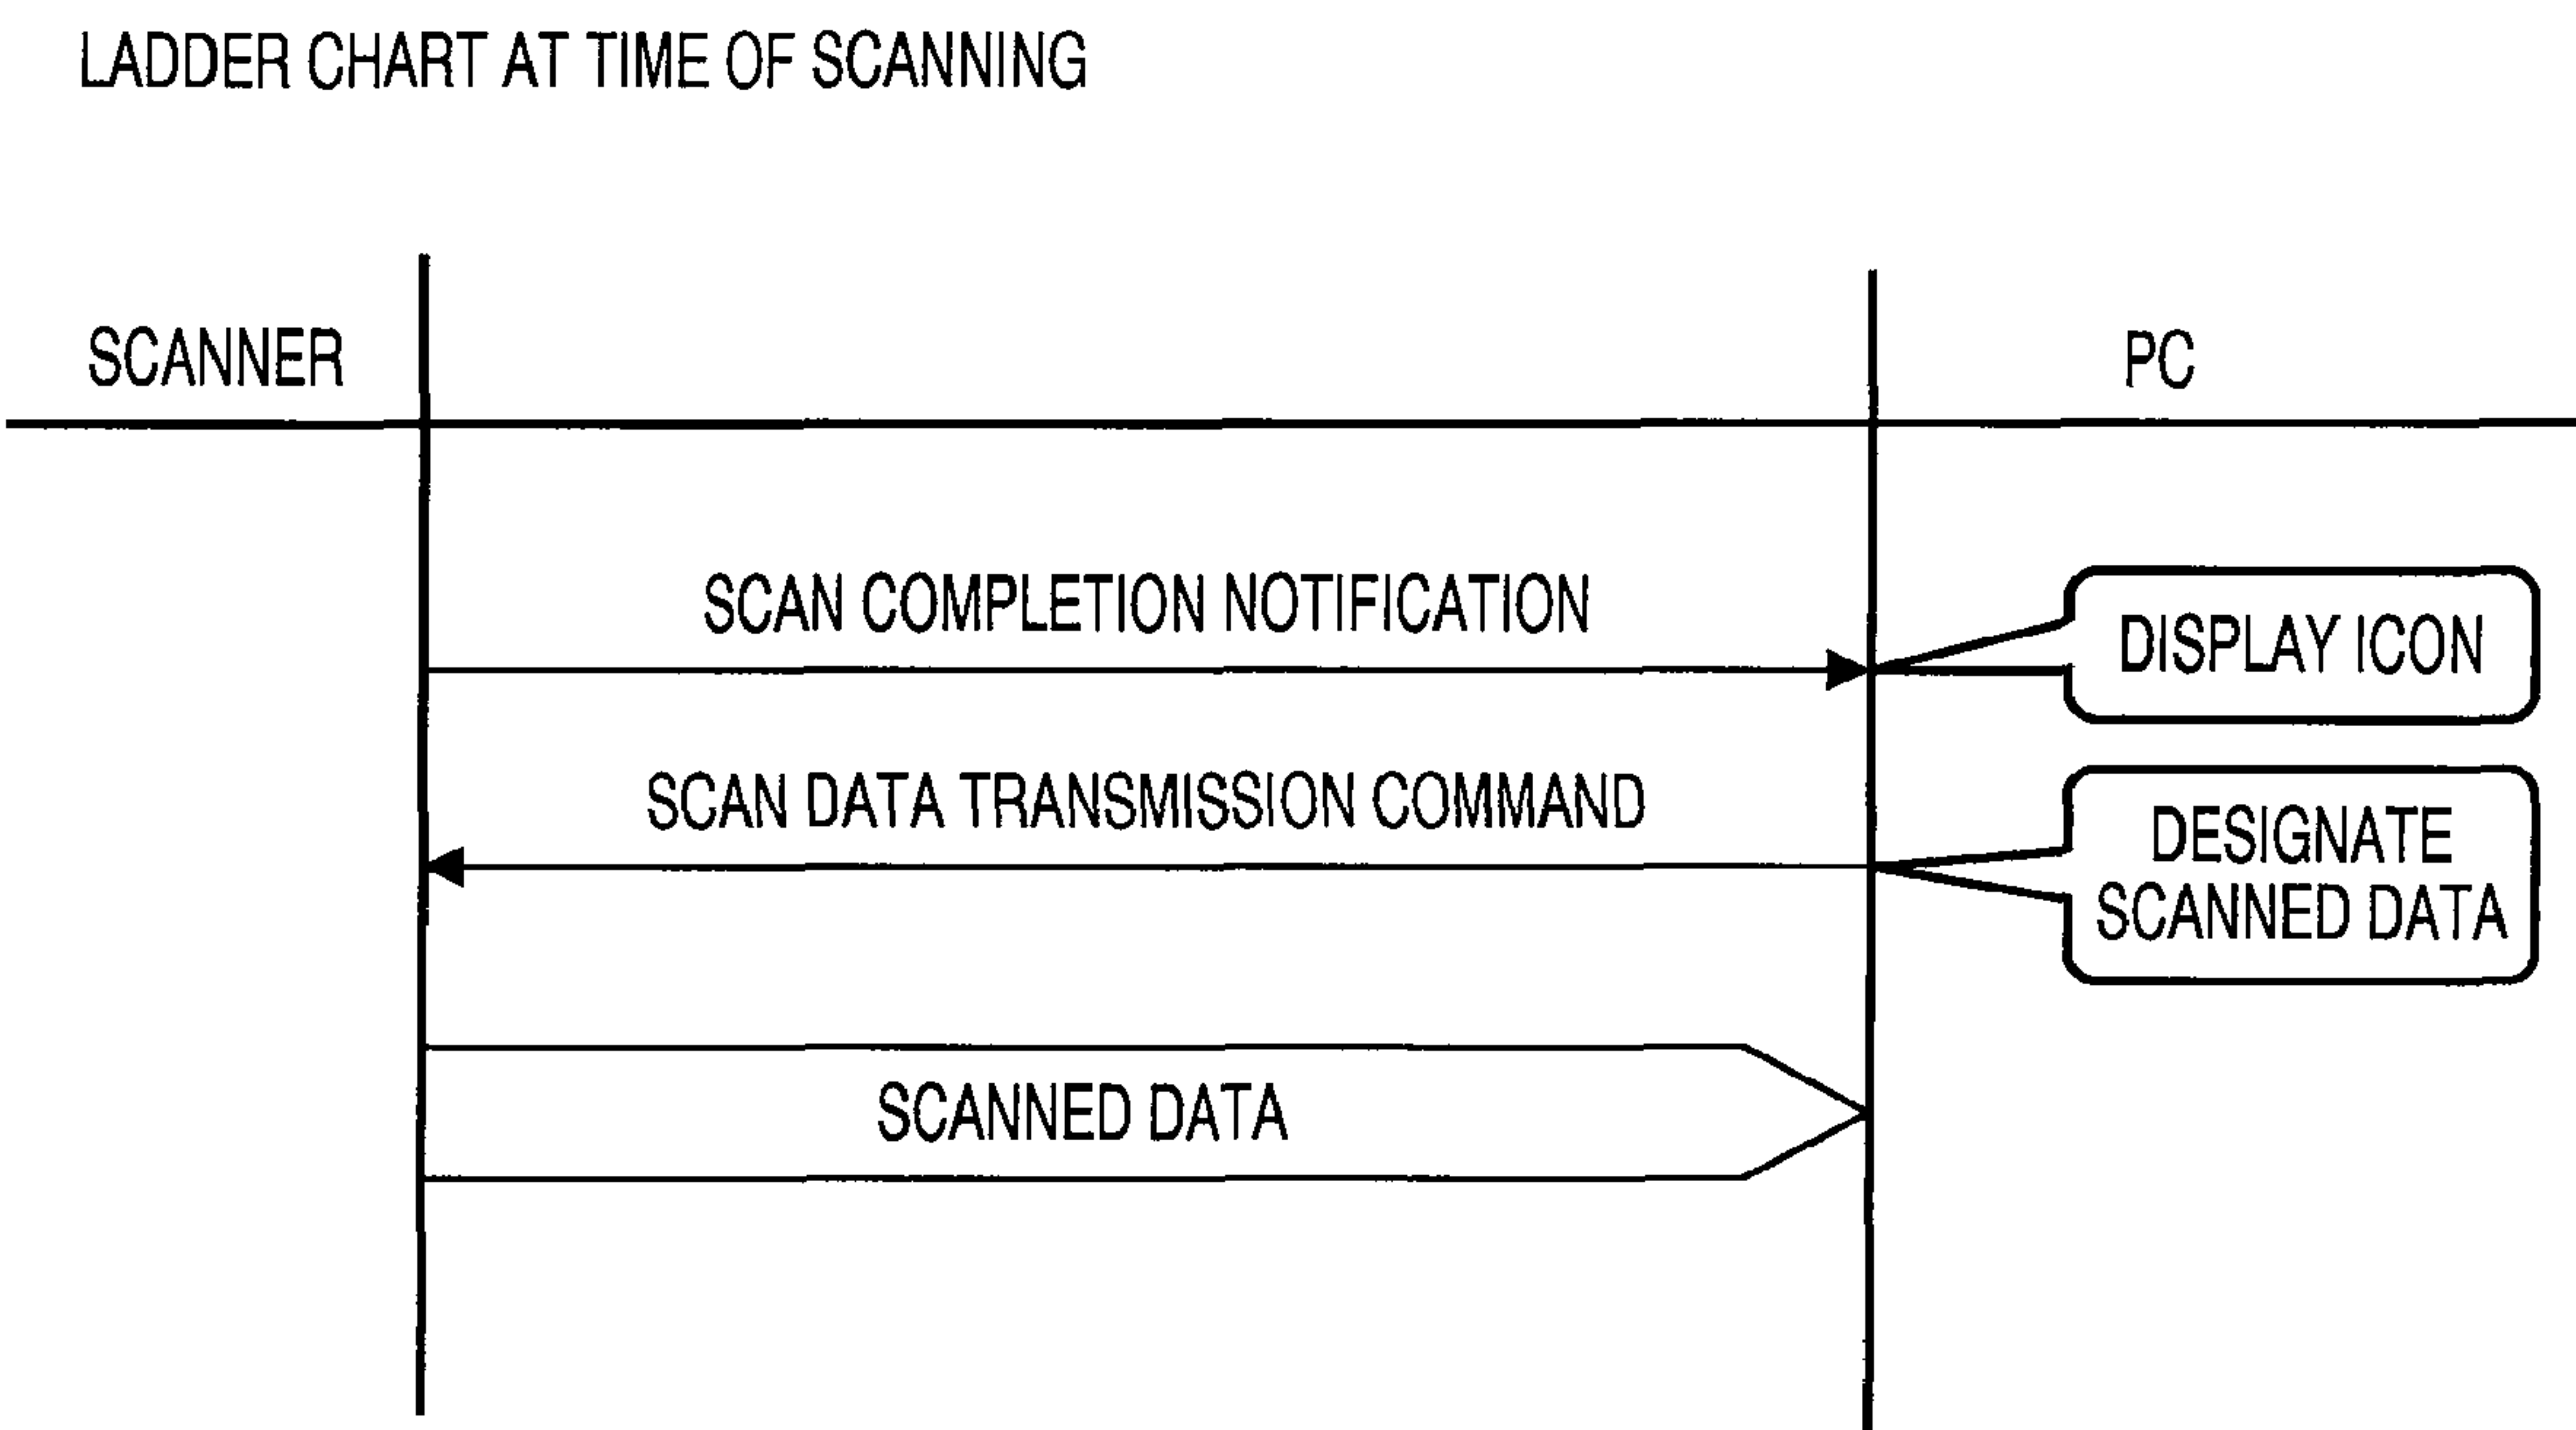 LADDER CHART AT TIME OF SCANNING
SCANNER
PC
SCAN COMPLETION NOTIFICATION
DISPLAY ICON
SCAN DATA TRANSMISSION COMMAND
DESIGNATE
SCANNED DATA
SCANNED DATA